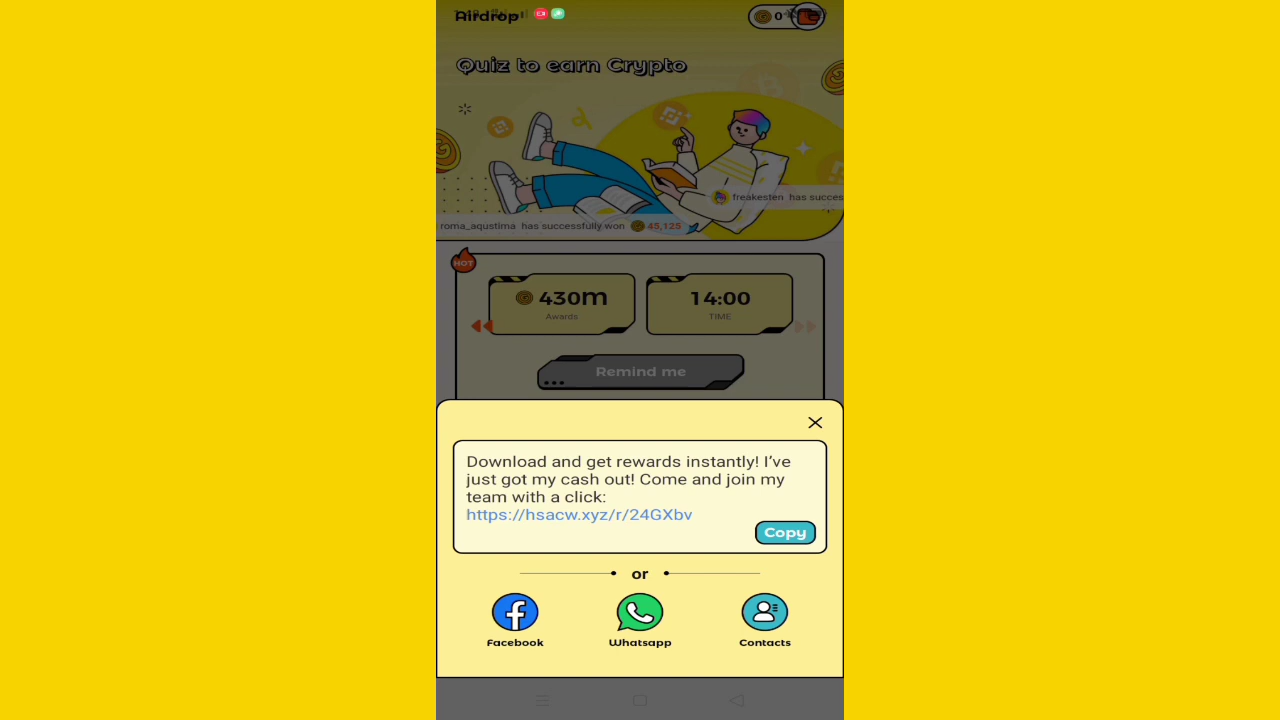 Airdrop
0
Quiz to earn Crypto
freakesten has succes
roma_aqustima has successfully won 45,125
HOT
430m
14:00
Awards
TIME
Remind me
Download and get rewards instantly! I've
just got my cash out! Come and join my
team with a click:
https://hsacw.xyz/r/24GXbv
Copy
or
Facebook
Whatsapp
Contacts